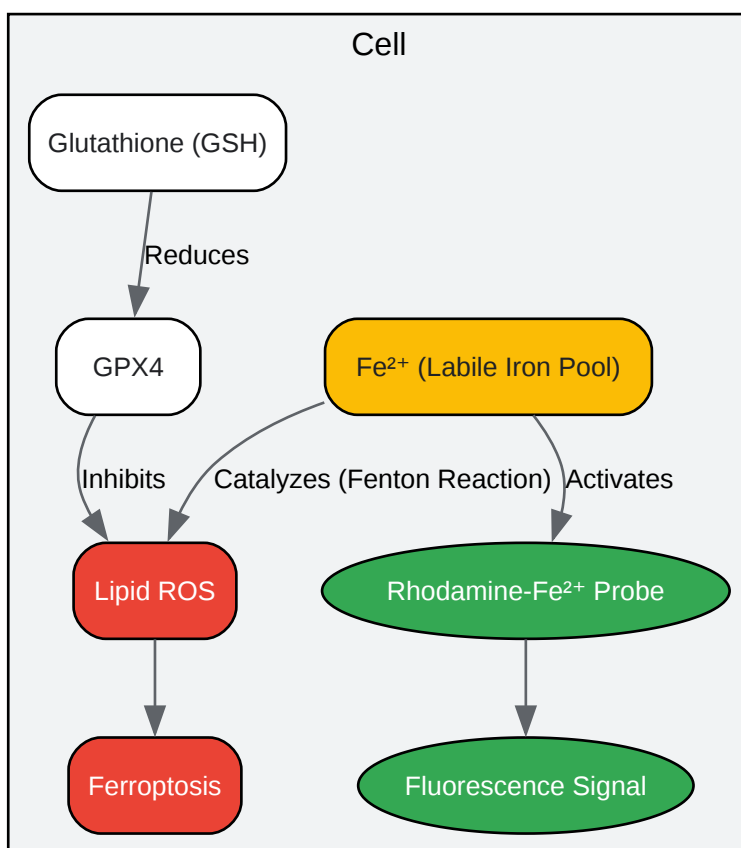 Cell
Glutathione (GSH)
Reduces
GPX4
Fe²⁺ (Labile Iron Pool)
Inhibits
Catalyzes (Fenton Reaction)
Activates
Lipid ROS
Rhodamine-Fe²⁺ Probe
Ferroptosis
Fluorescence Signal